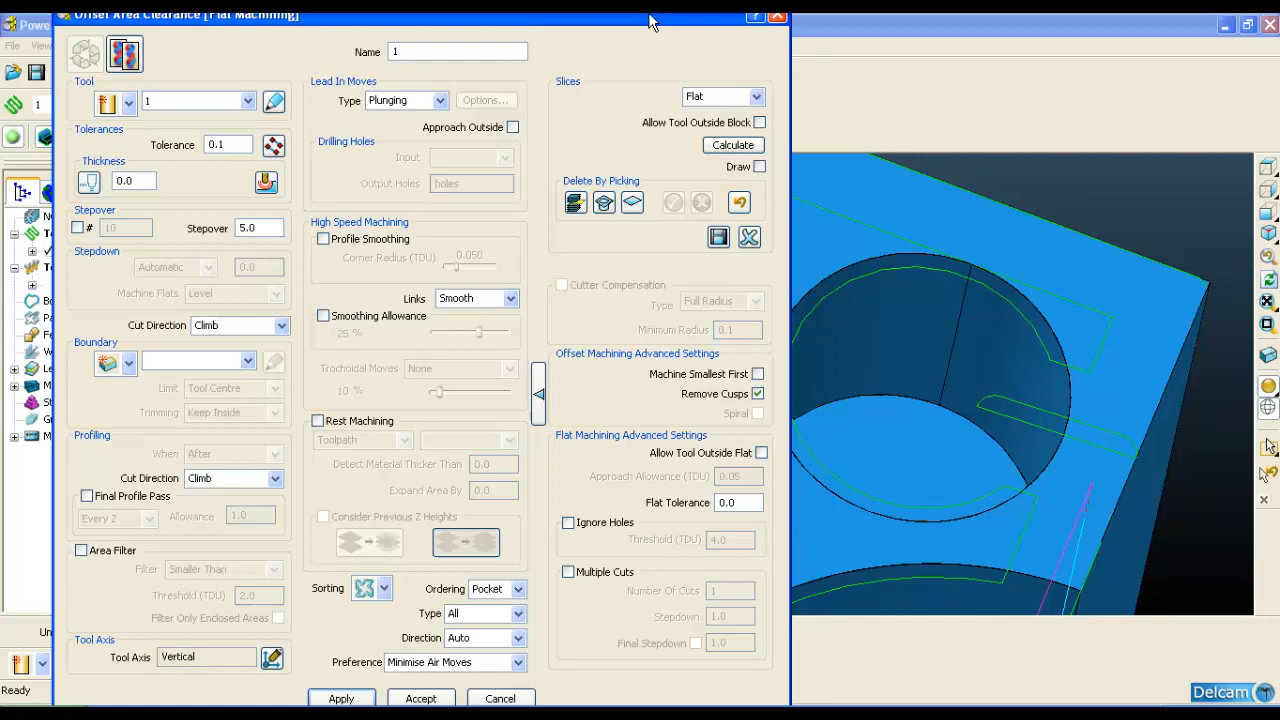 Powe
Offset Area Clearance [Flat Machining]
File View
Name 1
Tool
1
Tolerances
Tolerance 0.1
Thickness
0.0
Stepover
# 10 Stepover 5.0
Stepdown
Automatic 0.0
Machine Flats Level
Cut Direction Climb
Boundary
Limit Tool Centre
Trimming Keep Inside
Profiling
When After
Cut Direction Climb
Final Profile Pass
Every Z Allowance 1.0
Area Filter
Filter Smaller Than
Threshold (TDU) 2.0
Filter Only Enclosed Areas
Tool Axis
Tool Axis Vertical
Lead In Moves
Type Plunging Options...
Approach Outside
Drilling Holes
Input
Output Holes holes
High Speed Machining
Profile Smoothing
Corner Radius (TDU) 0.050
Links Smooth
Smoothing Allowance
25 %
Trochoidal Moves None
10 %
Rest Machining
Toolpath
Detect Material Thicker Than 0.0
Expand Area By 0.0
Consider Previous Z Heights
Sorting Ordering Pocket
Type All
Direction Auto
Preference Minimise Air Moves
Apply Accept Cancel
Slices
Flat
Allow Tool Outside Block
Calculate
Draw
Delete By Picking
Cutter Compensation
Type Full Radius
Minimum Radius 0.1
Offset Machining Advanced Settings
Machine Smallest First
Remove Cusps
Spiral
Flat Machining Advanced Settings
Allow Tool Outside Flat
Approach Allowance (TDU) 0.05
Flat Tolerance 0.0
Ignore Holes
Threshold (TDU) 4.0
Multiple Cuts
Number Of Cuts 1
Stepdown 1.0
Final Stepdown 1.0
Ready
Delcam